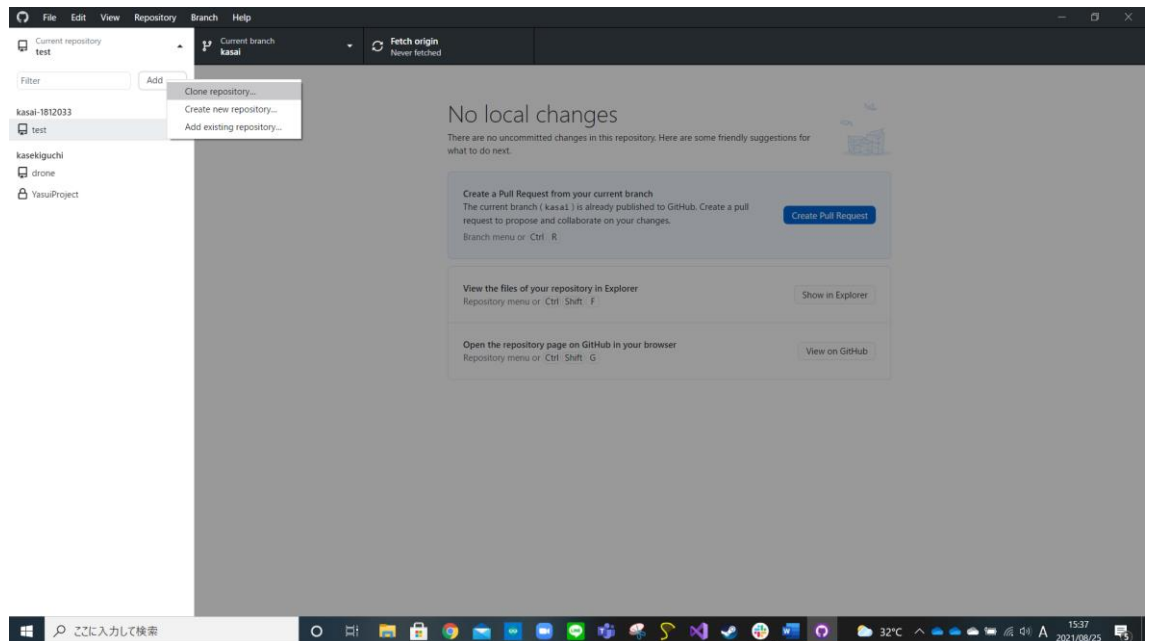 File Edit View Repository Branch Help
Current repository
test
Current branch
kasai
Fetch origin
Never fetched
Filter
Add
Clone repository...
Create new repository...
Add existing repository...
kasai-1812033
test
kasekiguchi
drone
YasuiProject
No local changes
There are no uncommitted changes in this repository. Here are some friendly suggestions for
what to do next.
Create a Pull Request from your current branch
The current branch ( kasai ) is already published to GitHub. Create a pull
request to propose and collaborate on your changes.
Branch menu or Ctrl R
Create Pull Request
View the files of your repository in Explorer
Repository menu or Ctrl Shift F
Show in Explorer
Open the repository page on GitHub in your browser
Repository menu or Ctrl Shift G
View on GitHub
ここに入力して検索
32°C
A
15:37
2021/08/25